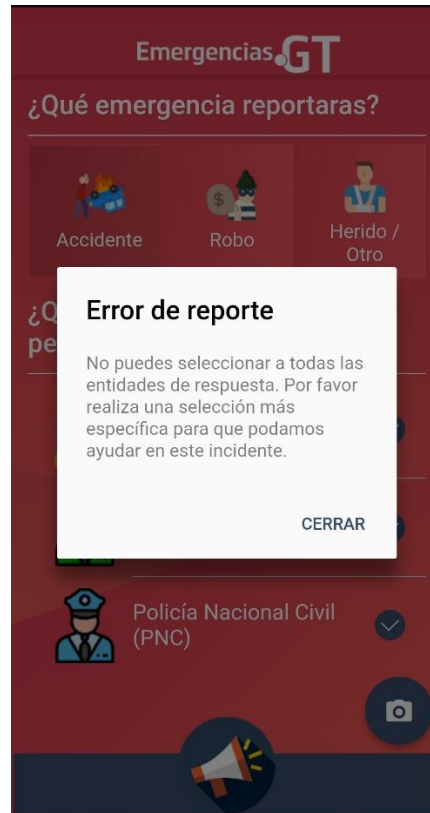 Emergencias.GT
¿Qué emergencia reportaras?
$
Accidente
Robo
Herido /
Otro
¿Q
pe
Error de reporte
No puedes seleccionar a todas las
entidades de respuesta. Por favor
realiza una selección más
específica para que podamos
ayudar en este incidente.
CERRAR
Policía Nacional Civil
(PNC)